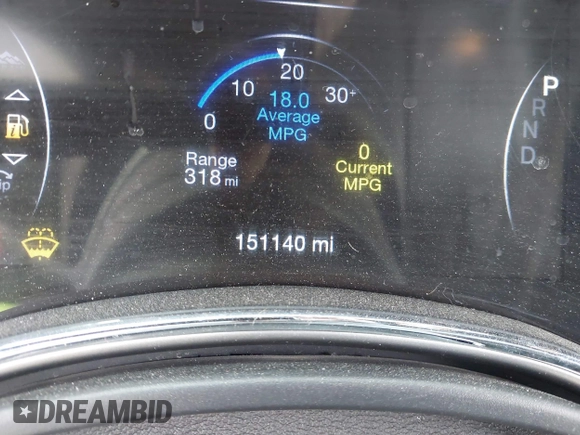 20
10
30+
0
18.0
Average
MPG
Range
318 mi
0
Current
MPG
151140 mi
P
R
N
D
DREAMBID